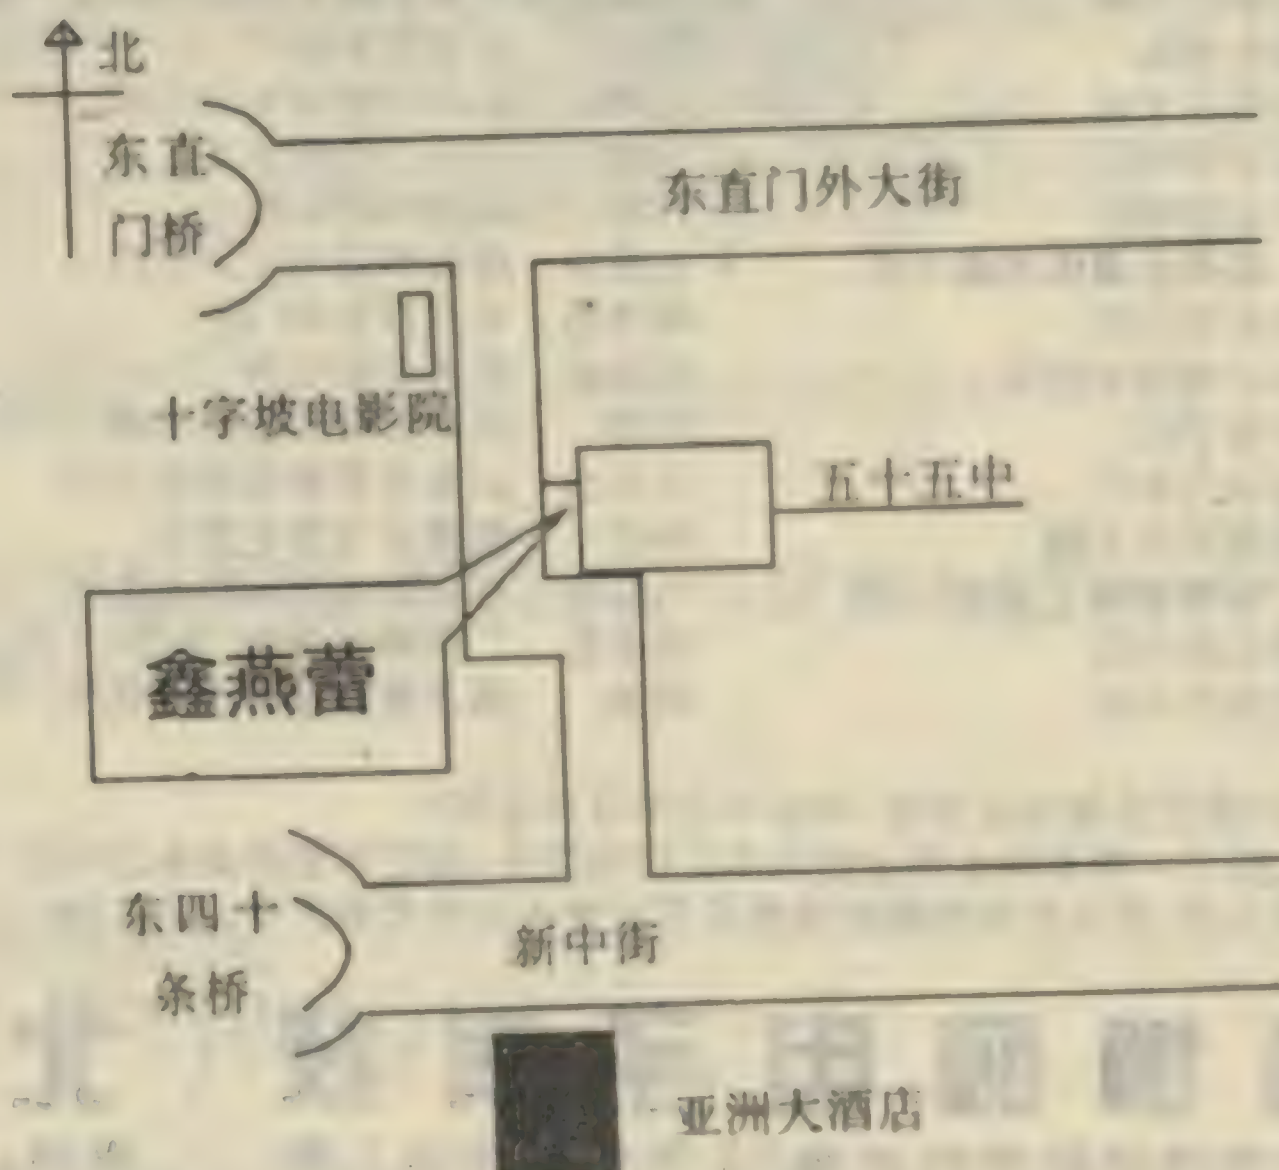 北
东直
门桥
东直门外大街
十字坡电影院
五十五中
鑫燕蕾
东四十
条桥
新中街
亚洲大酒店